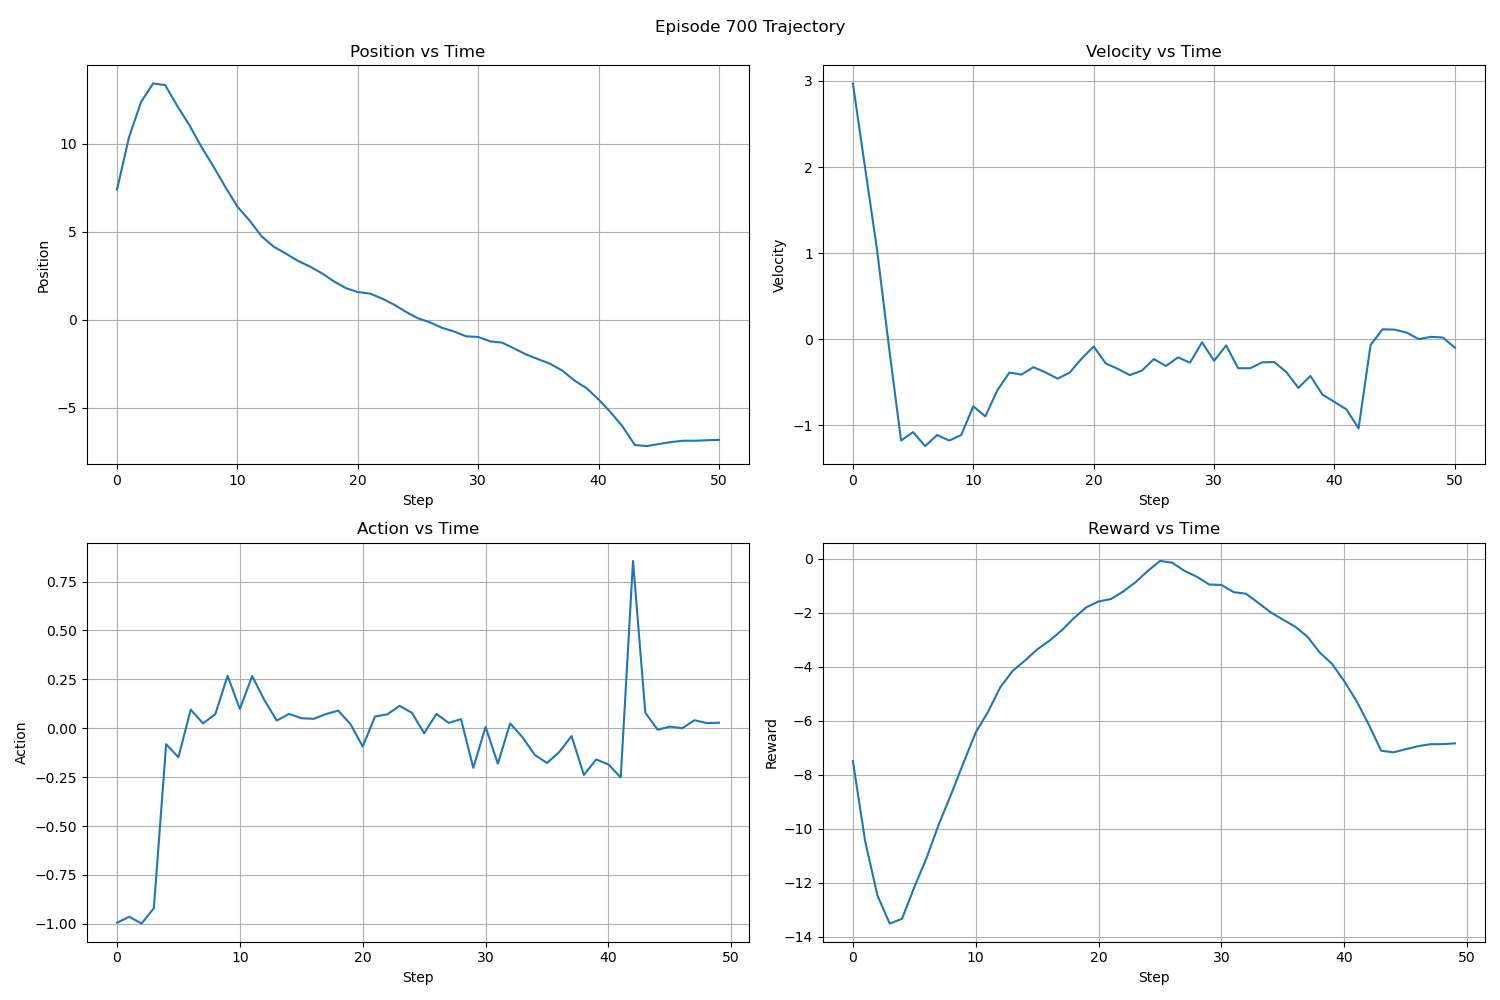 Episode 700 Trajectory
Position vs Time
Position
10
5
0
−5
0 10 20 30 40 50
Step
Velocity vs Time
Velocity
3
2
1
0
−1
0 10 20 30 40 50
Step
Action vs Time
Action
0.75
0.50
0.25
0.00
−0.25
−0.50
−0.75
−1.00
0 10 20 30 40 50
Step
Reward vs Time
Reward
0
−2
−4
−6
−8
−10
−12
−14
0 10 20 30 40 50
Step